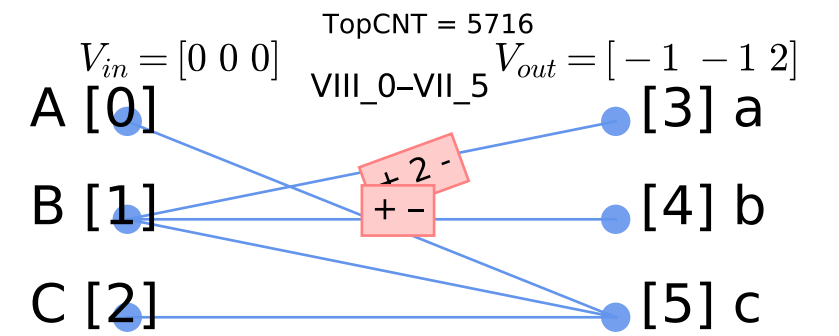 TopCNT = 5716
V_in = [0 0 0]
V_out = [ − 1 − 1 2]
VIII_0–VII_5
A [0]
[3] a
+ 2 -
B [1]
+ −
[4] b
C [2]
[5] c